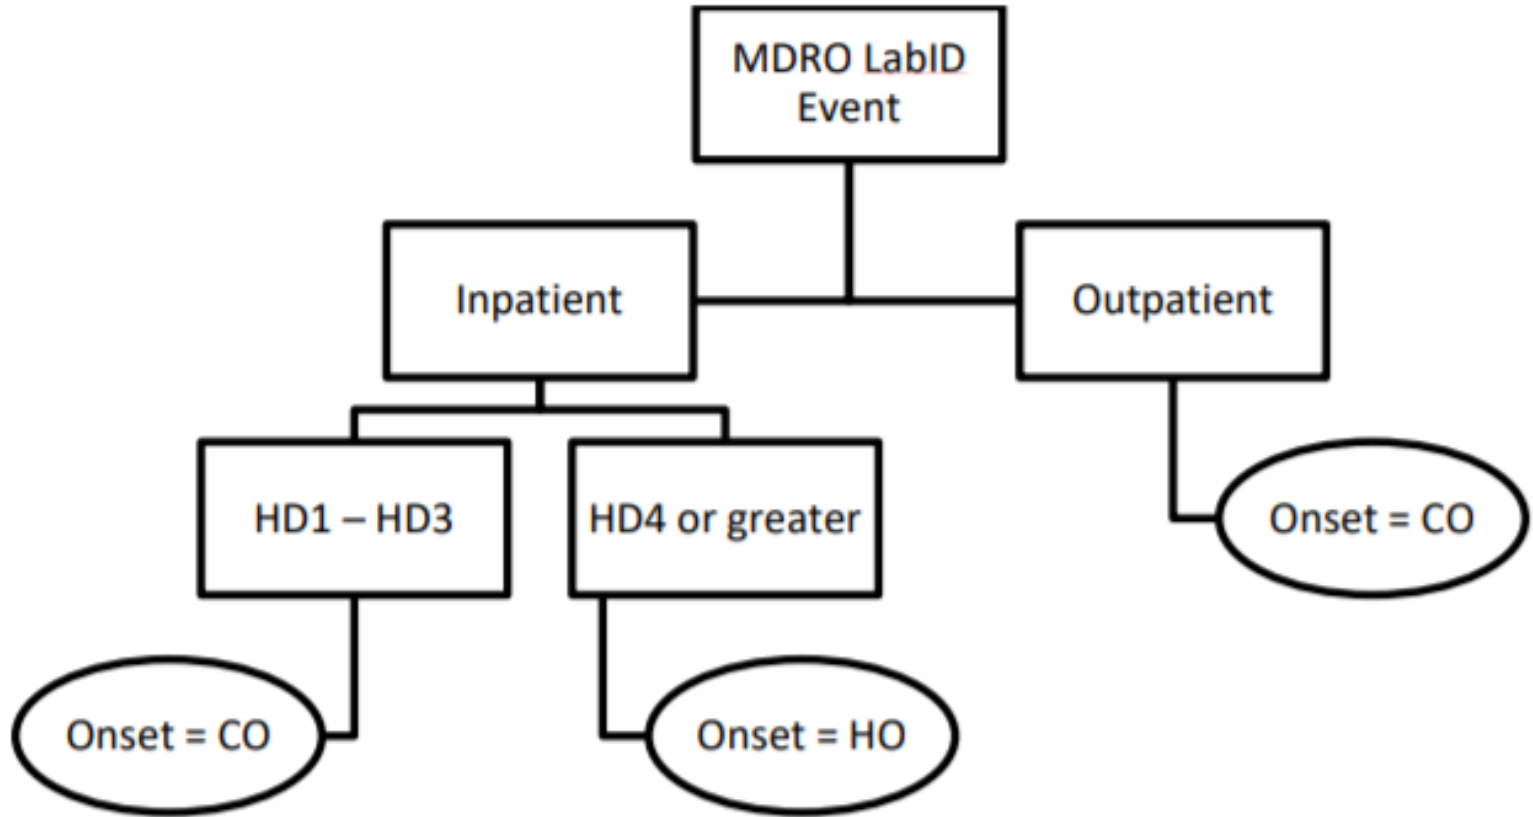 MDRO LabID
Event
Inpatient
Outpatient
HD1 – HD3
HD4 or greater
Onset = CO
Onset = CO
Onset = HO